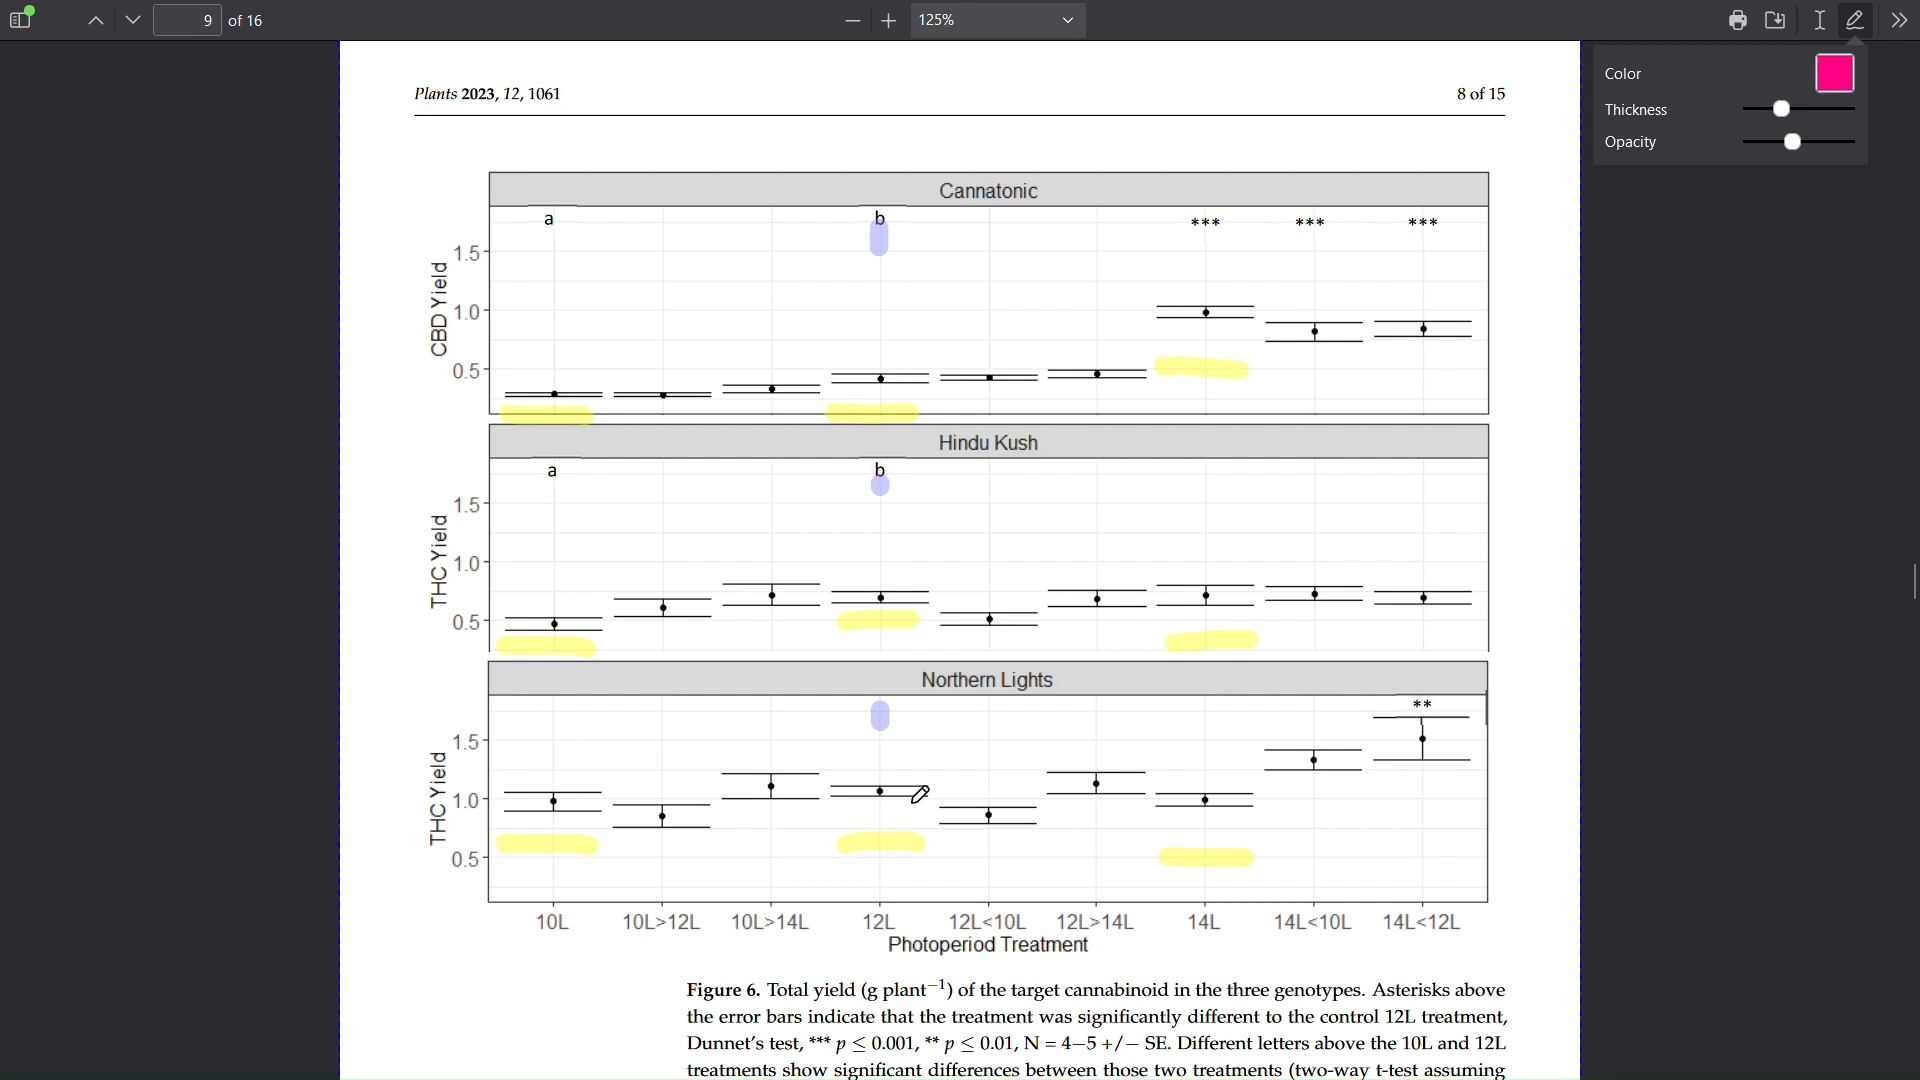 9 of 16
125%
Color
Thickness
Opacity
Plants 2023, 12, 1061
8 of 15
Cannatonic
a b *** *** ***
CBD Yield
1.5
1.0
0.5
Hindu Kush
a b
THC Yield
1.5
1.0
0.5
Northern Lights
**
THC Yield
1.5
1.0
0.5
10L 10L>12L 10L>14L 12L 12L<10L 12L>14L 14L 14L<10L 14L<12L
Photoperiod Treatment
Figure 6. Total yield (g plant⁻¹) of the target cannabinoid in the three genotypes. Asterisks above
the error bars indicate that the treatment was significantly different to the control 12L treatment,
Dunnet's test, *** p ≤ 0.001, ** p ≤ 0.01, N = 4–5 +/− SE. Different letters above the 10L and 12L
treatments show significant differences between those two treatments (two-way t-test assuming